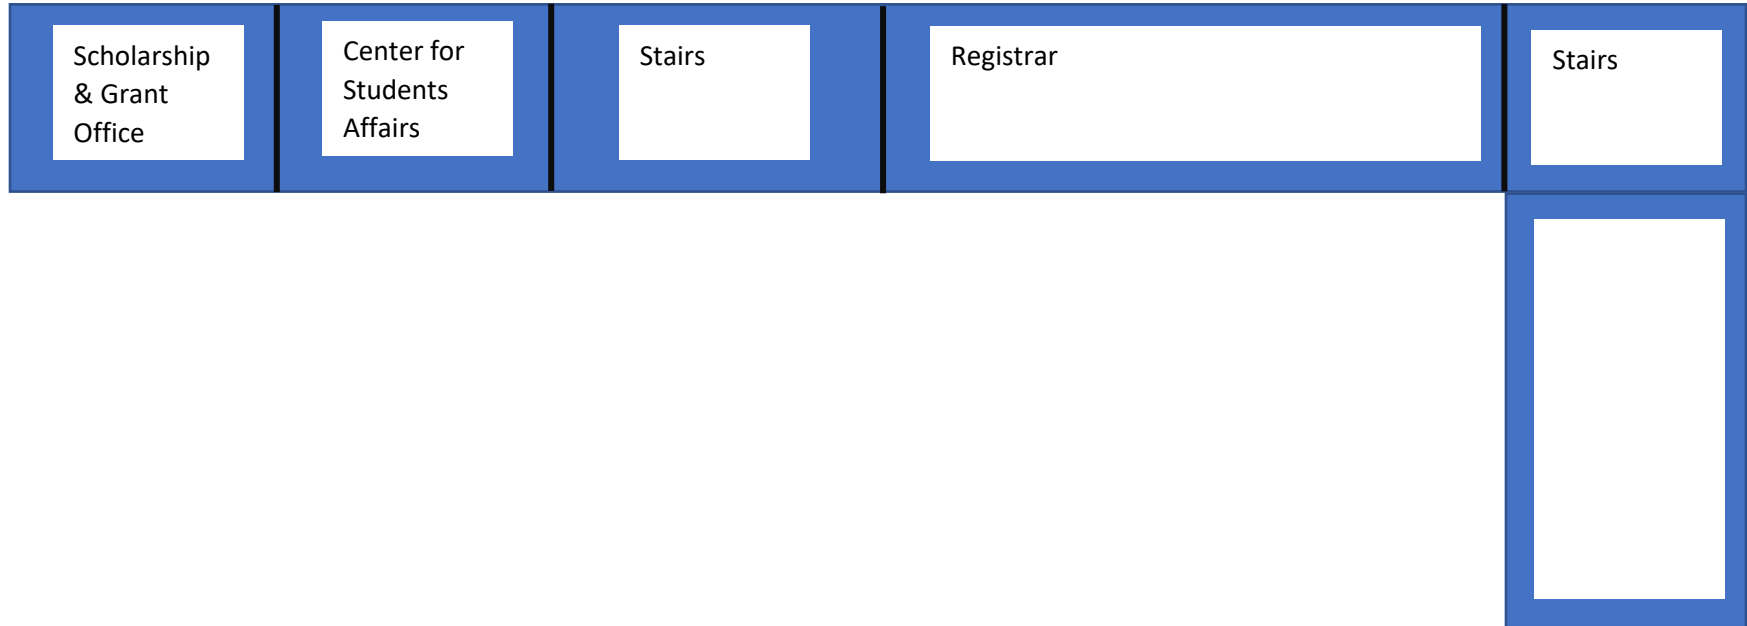 Scholarship
& Grant
Office
Center for
Students
Affairs
Stairs
Registrar
Stairs